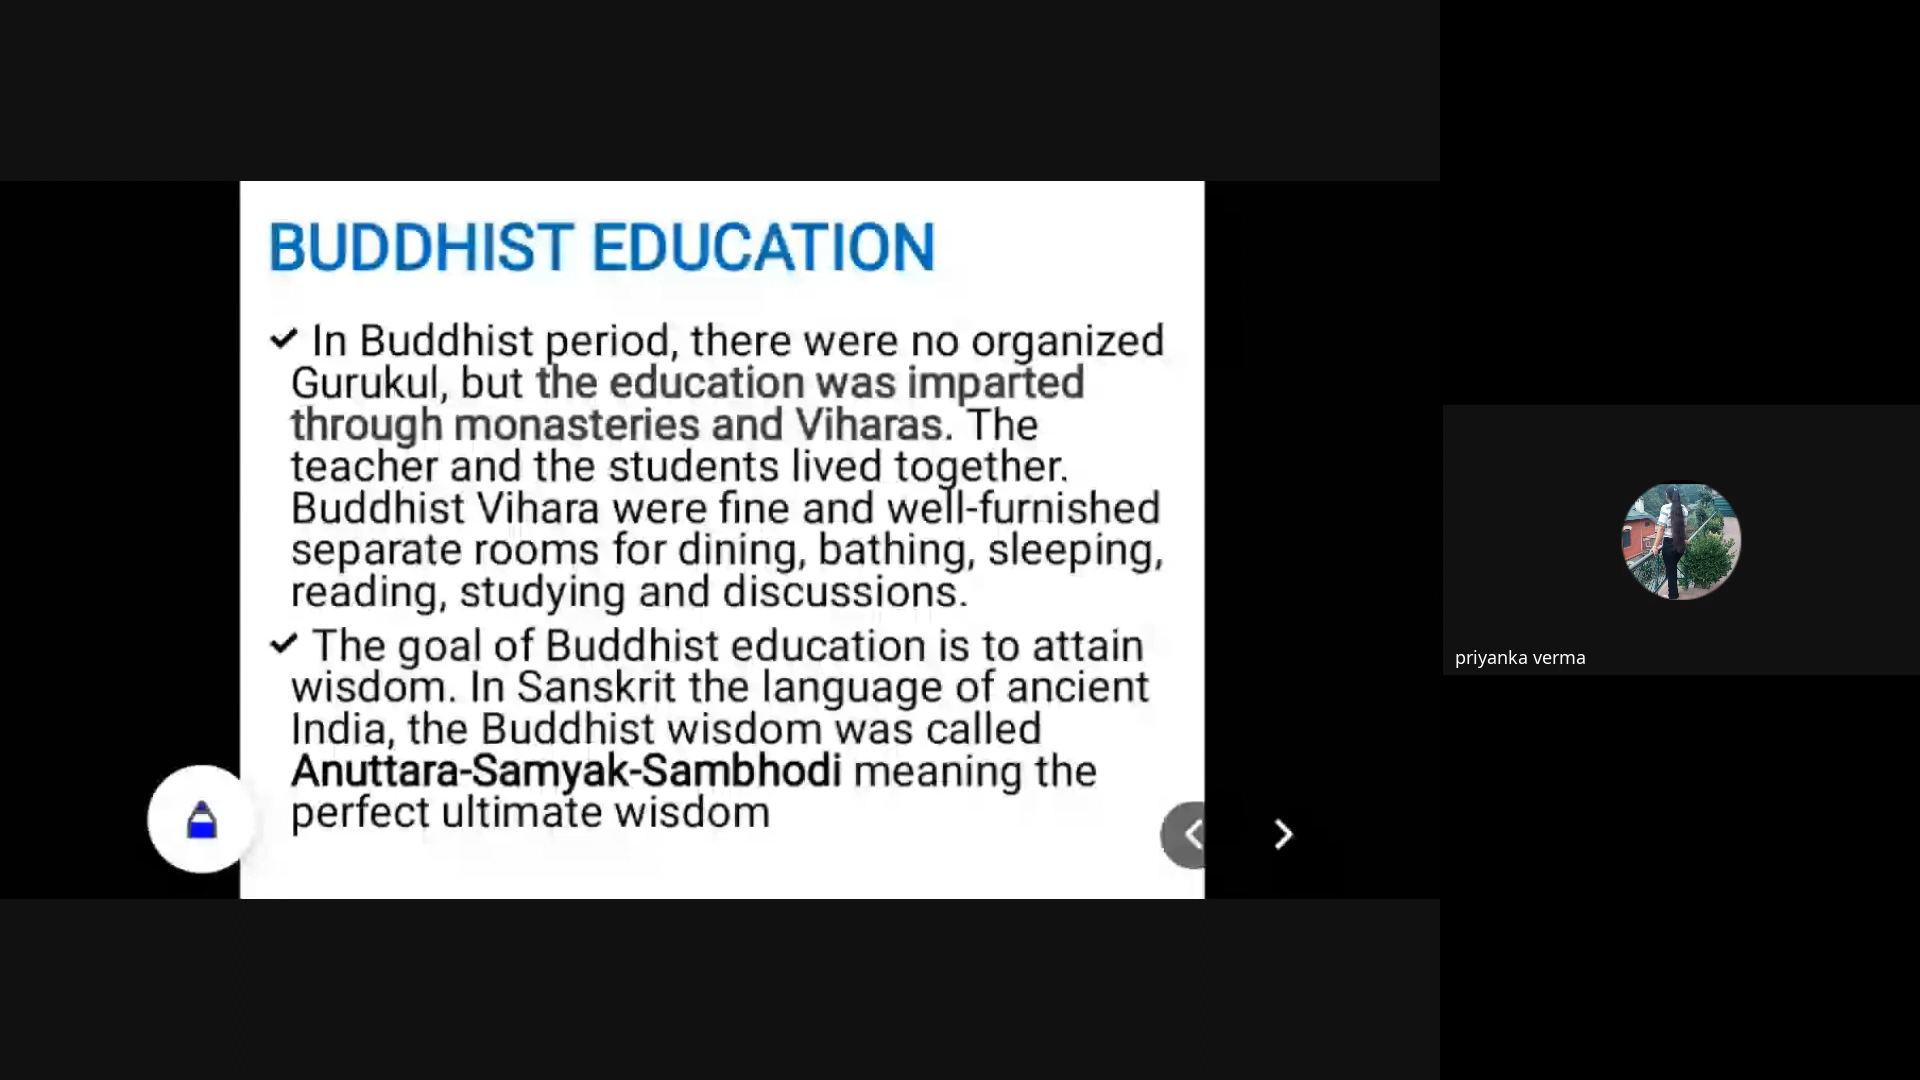 BUDDHIST EDUCATION
✔ In Buddhist period, there were no organized
Gurukul, but the education was imparted
through monasteries and Viharas. The
teacher and the students lived together.
Buddhist Vihara were fine and well-furnished
separate rooms for dining, bathing, sleeping,
reading, studying and discussions.
✔ The goal of Buddhist education is to attain
wisdom. In Sanskrit the language of ancient
India, the Buddhist wisdom was called
Anuttara-Samyak-Sambhodi meaning the
perfect ultimate wisdom
priyanka verma